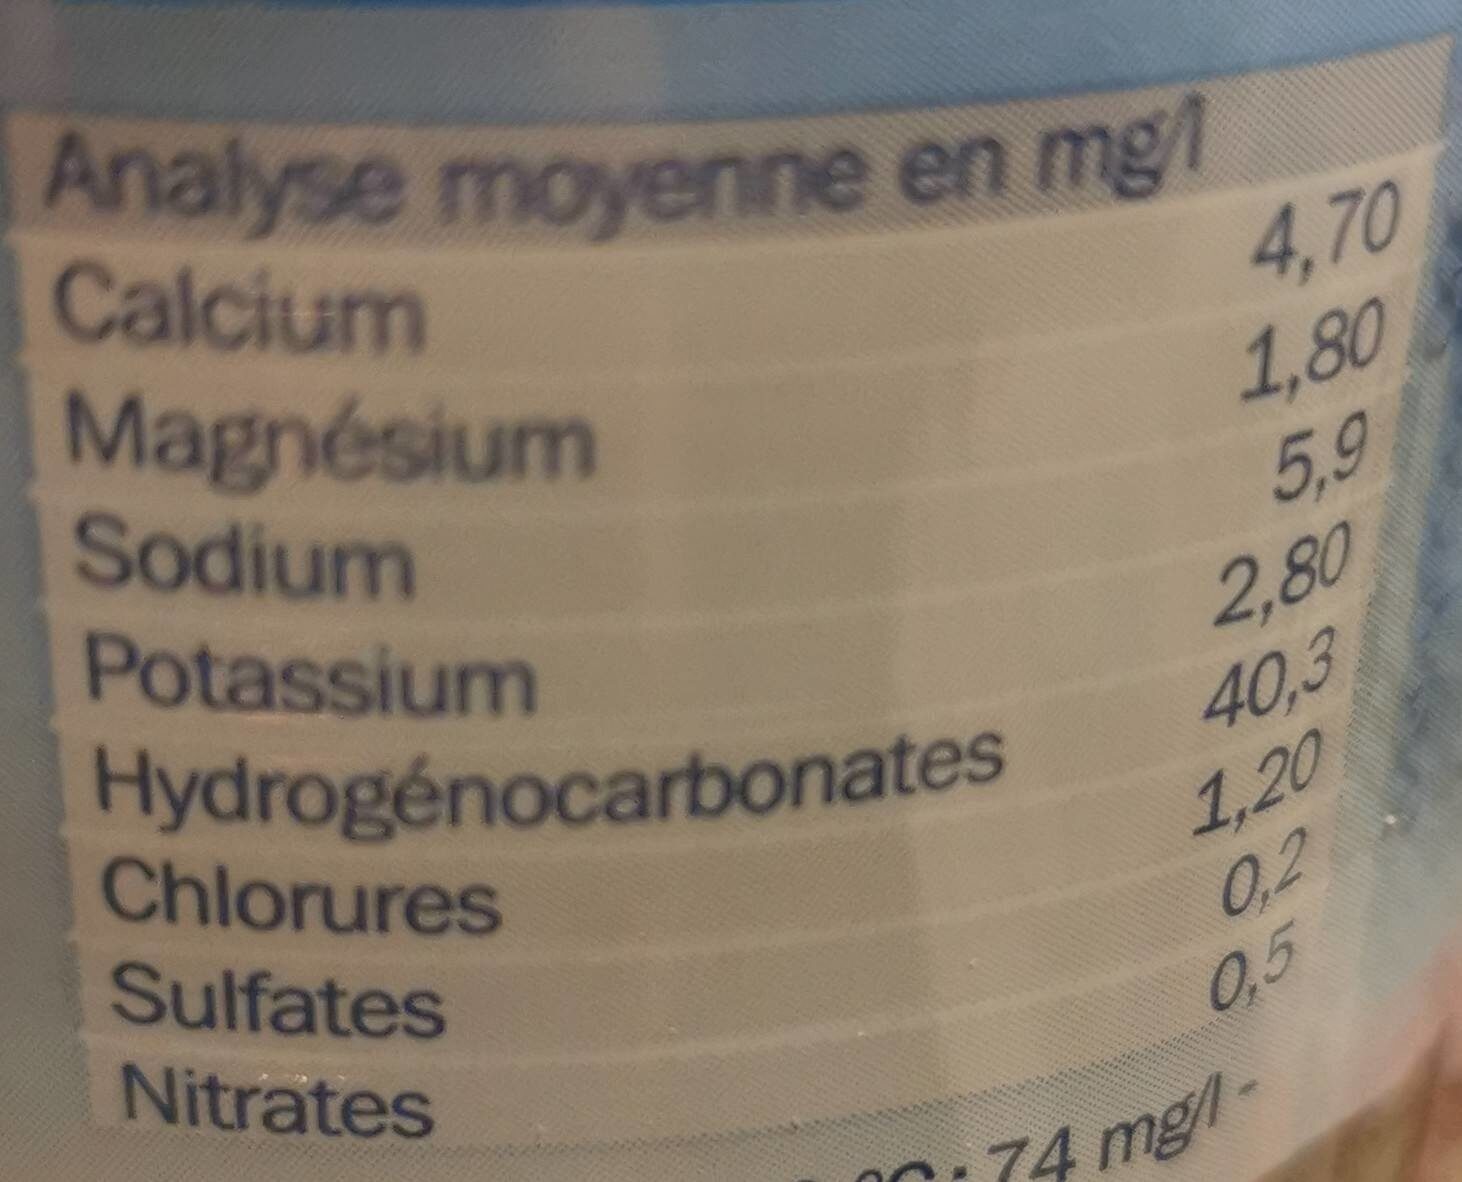 Analyse moyenne en mg/l
Calcium 4,70
Magnésium 1,80
Sodium 5,9
Potassium 2,80
Hydrogénocarbonates 40,3
Chlorures 1,20
Sulfates 0,2
Nitrates 0,5
°C : 74 mg/l -